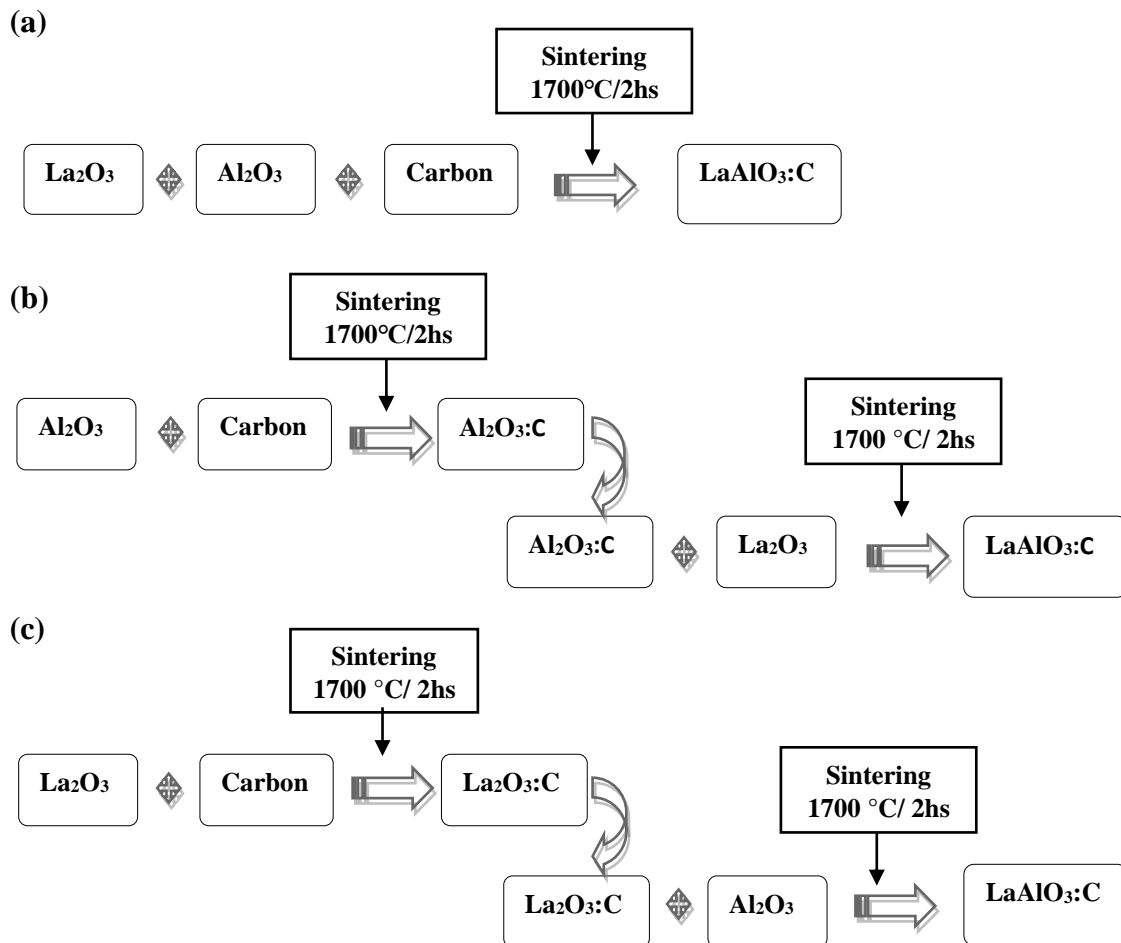 (a)
Sintering
1700°C/2hs
La₂O₃
Al₂O₃
Carbon
LaAlO₃:C
(b)
Sintering
1700°C/2hs
Al₂O₃
Carbon
Al₂O₃:C
Sintering
1700 °C/ 2hs
Al₂O₃:C
La₂O₃
LaAlO₃:C
(c)
Sintering
1700 °C/ 2hs
La₂O₃
Carbon
La₂O₃:C
Sintering
1700 °C/ 2hs
La₂O₃:C
Al₂O₃
LaAlO₃:C